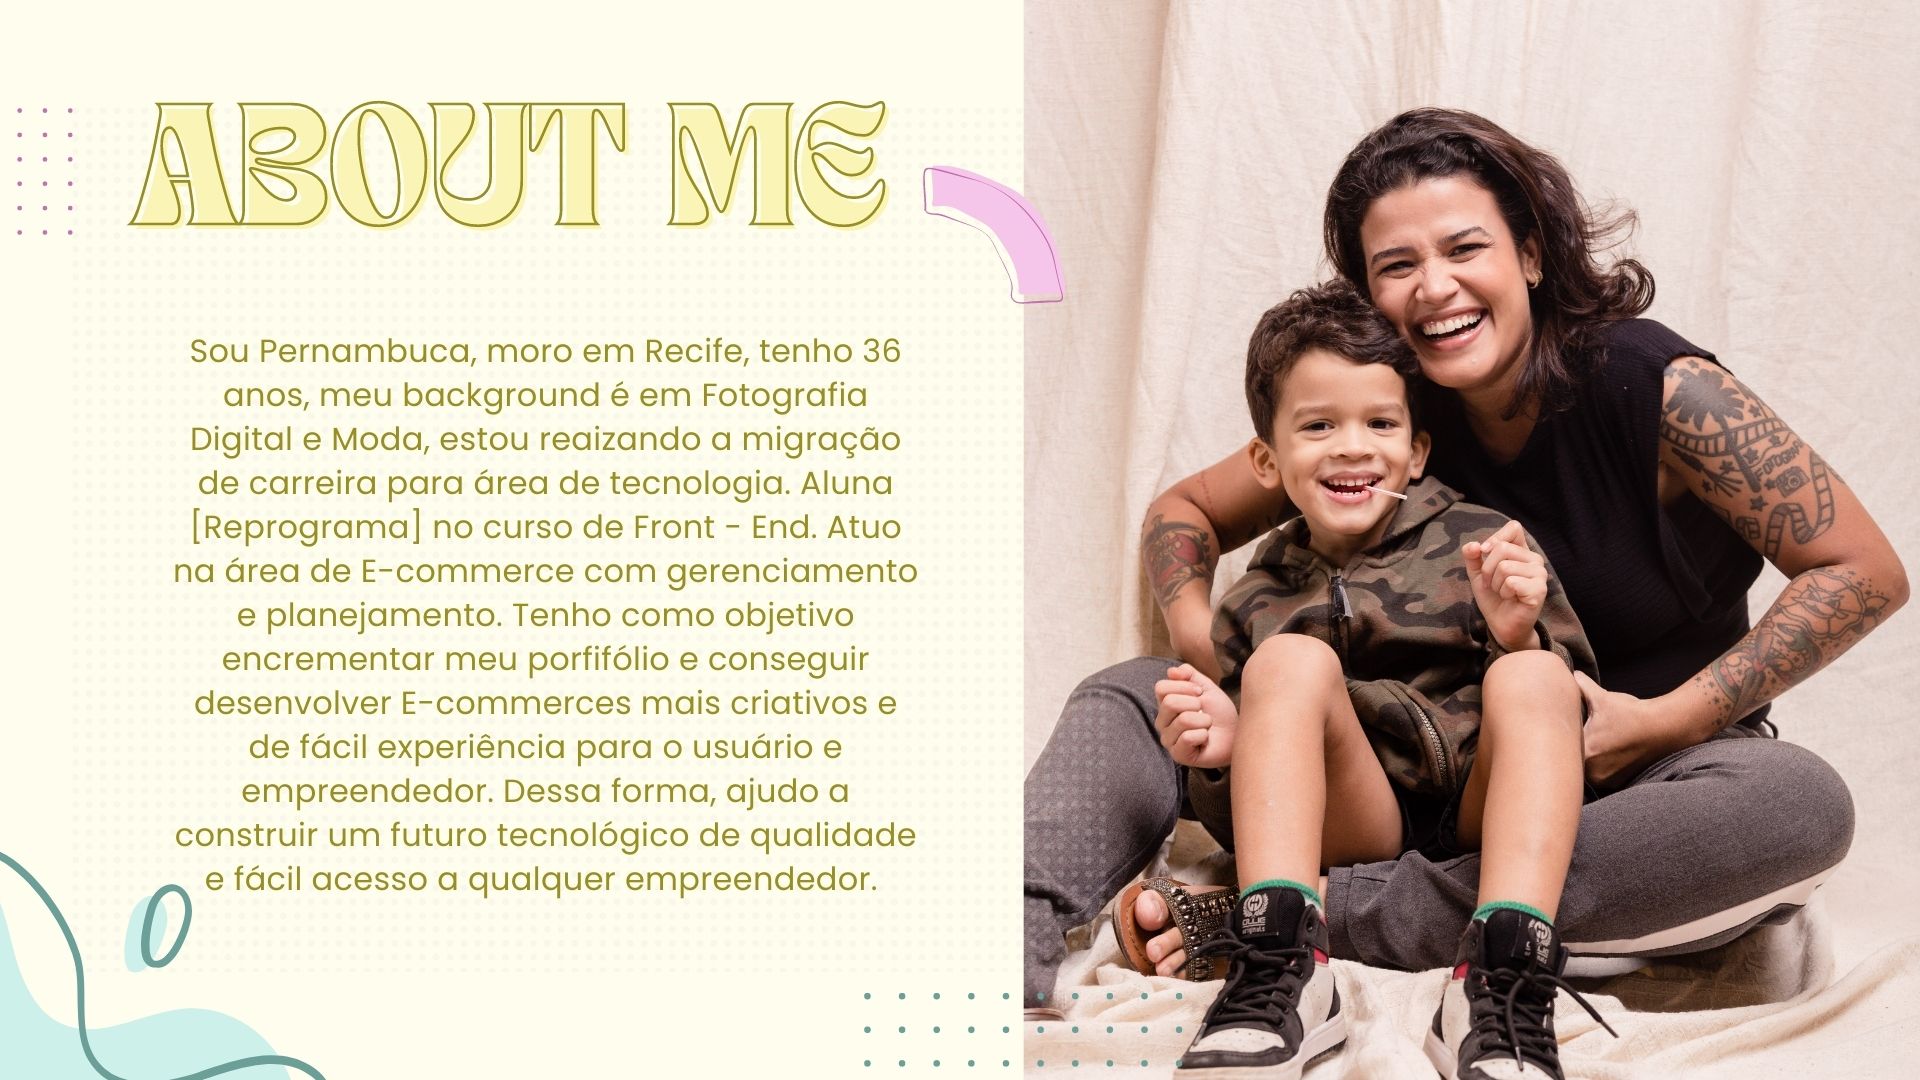 ABOUT ME
Sou Pernambuca, moro em Recife, tenho 36
anos, meu background é em Fotografia
Digital e Moda, estou reaizando a migração
de carreira para área de tecnologia. Aluna
[Reprograma] no curso de Front - End. Atuo
na área de E-commerce com gerenciamento
e planejamento. Tenho como objetivo
encrementar meu porfifólio e conseguir
desenvolver E-commerces mais criativos e
de fácil experiência para o usuário e
empreendedor. Dessa forma, ajudo a
construir um futuro tecnológico de qualidade
e fácil acesso a qualquer empreendedor.
OLLIE
originals